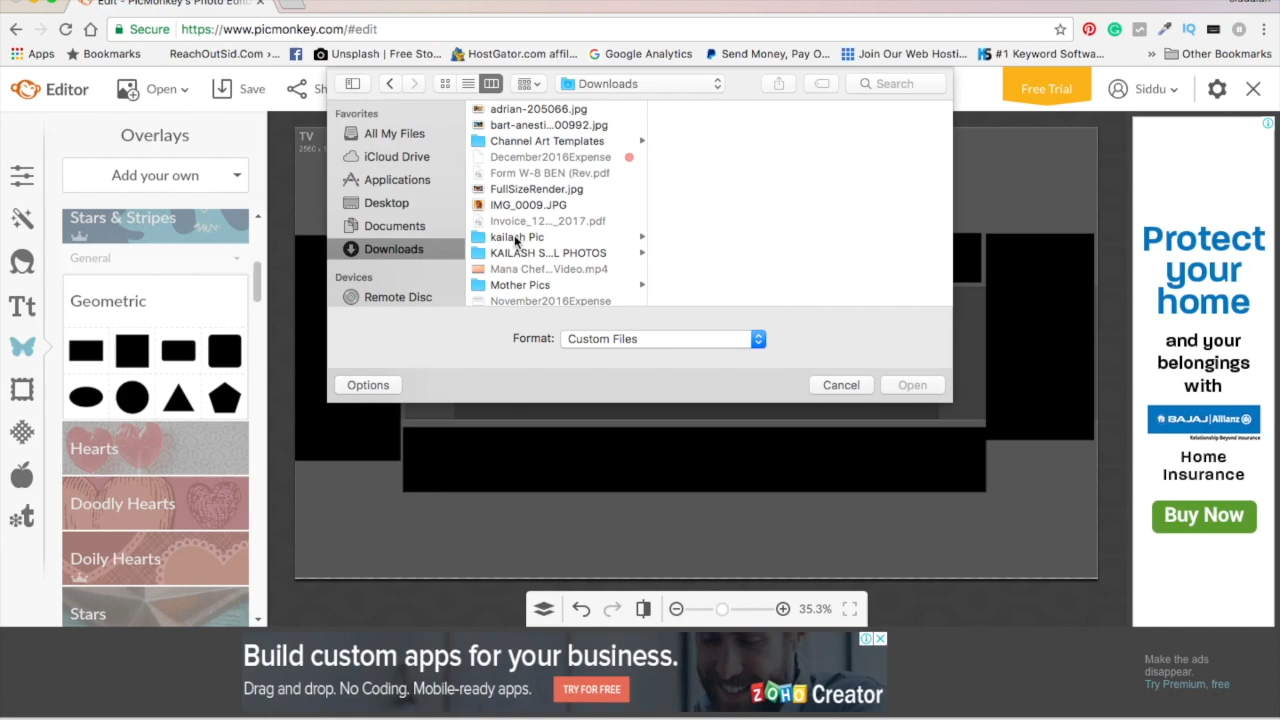 Edit - PicMonkey's Photo Edit
Secure
https://www.picmonkey.com/#edit
Apps
Bookmarks
ReachOutSid.Com ›...
Unsplash | Free Sto...
HostGator.com affil...
Google Analytics
Send Money, Pay O...
Join Our Web Hosti...
#1 Keyword Softwa...
»
Other Bookmarks
Editor
Open
Save
Sh
Downloads
Search
Free Trial
Siddu
Overlays
Add your own
Stars & Stripes
General
Geometric
Hearts
Doodly Hearts
Doily Hearts
Stars
TV
Favorites
All My Files
iCloud Drive
Applications
Desktop
Documents
Downloads
Devices
Remote Disc
adrian-205066.jpg
bart-anesti...00992.jpg
Channel Art Templates
December2016Expense
Form W-8 BEN (Rev.pdf
FullSizeRender.jpg
IMG_0009.JPG
Invoice_12..._2017.pdf
kailash Pic
KAILASH S...L PHOTOS
Mana Chef...Video.mp4
Mother Pics
November2016Expense
Format:
Custom Files
Options
Cancel
Open
35.3%
Protect
your
home
and your
belongings
with
BAJAJ | Allianz
Relationship Beyond Insurance
Home
Insurance
Buy Now
Build custom apps for your business.
Drag and drop. No Coding. Mobile-ready apps.
TRY FOR FREE
ZOHO Creator
Make the ads
disappear.
Try Premium, free